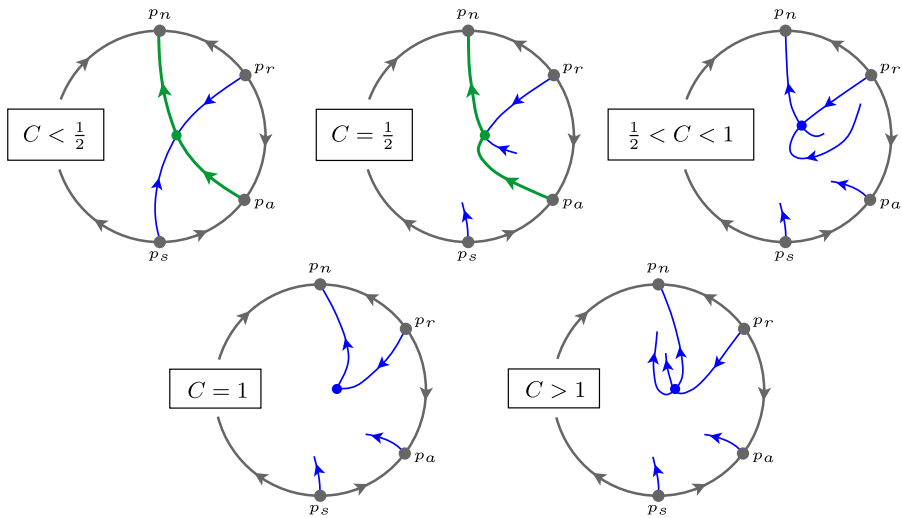 p_n
p_r
C < 1/2
p_a
p_s
p_n
p_r
C = 1/2
p_a
p_s
p_n
p_r
1/2 < C < 1
p_a
p_s
p_n
p_r
C = 1
p_a
p_s
p_n
p_r
C > 1
p_a
p_s